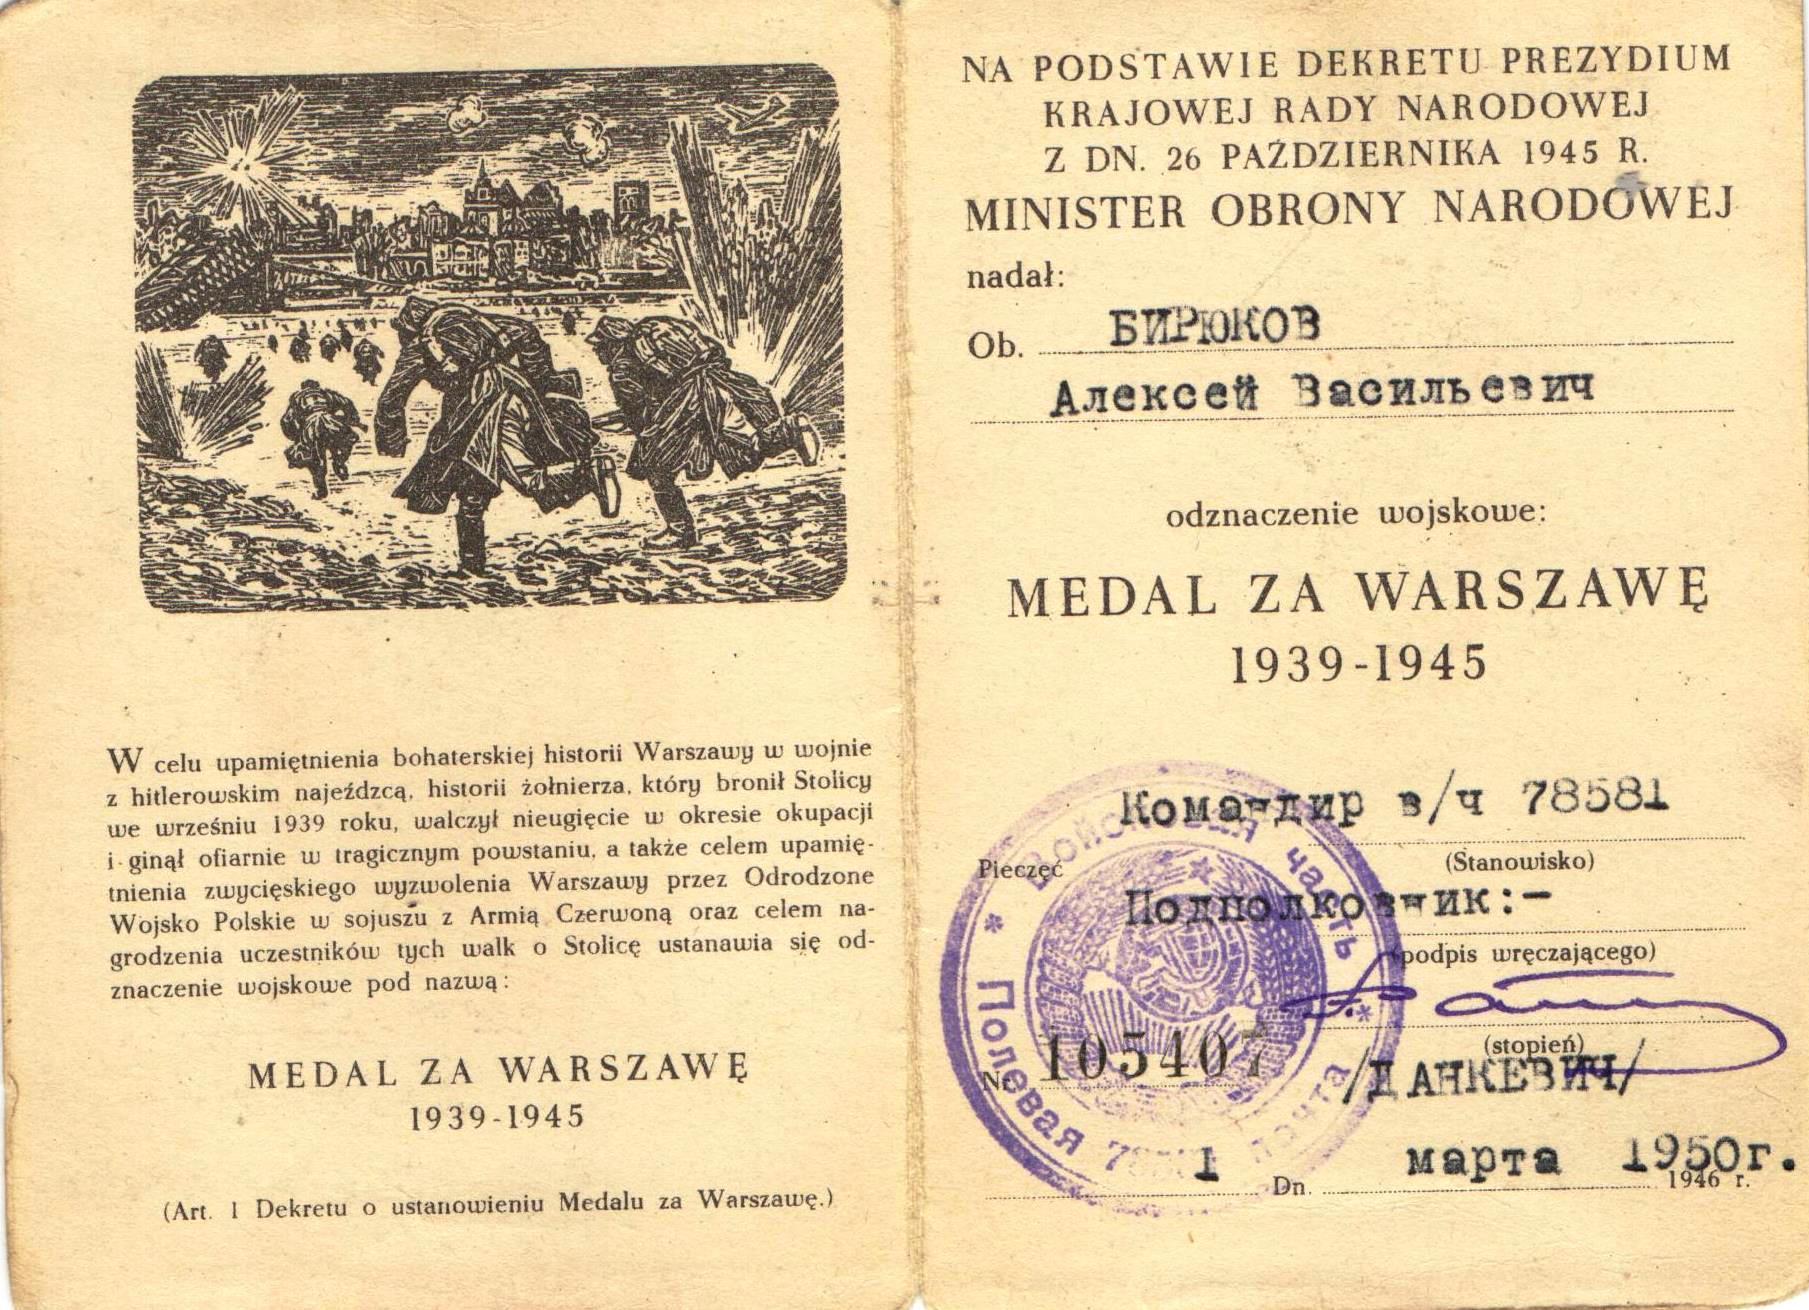 W celu upamiętnienia bohaterskiej historii Warszawy w wojnie
z hitlerowskim najeźdzcą, historii żołnierza, który bronił Stolicy
we wrześniu 1939 roku, walczył nieugięcie w okresie okupacji
i ginął ofiarnie w tragicznym powstaniu, a także celem upamię-
tnienia zwycięskiego wyzwolenia Warszawy przez Odrodzone
Wojsko Polskie w sojuszu z Armią Czerwoną oraz celem na-
grodzenia uczestników tych walk o Stolicę ustanawia się od-
znaczenie wojskowe pod nazwą:
MEDAL ZA WARSZAWĘ
1939-1945
(Art. 1 Dekretu o ustanowieniu Medalu za Warszawę.)
NA PODSTAWIE DEKRETU PREZYDIUM
KRAJOWEJ RADY NARODOWEJ
Z DN. 26 PAŹDZIERNIKA 1945 R.
MINISTER OBRONY NARODOWEJ
nadał:
Ob. БИРЮКОВ
Алексей Васильевич
odznaczenie wojskowe:
MEDAL ZA WARSZAWĘ
1939-1945
Командир в/ч 78581
Pieczęć (Stanowisko)
Подполковник:-
(podpis wręczającego)
(stopień)
Nr 105407 /ДАНКЕВИЧ/
1 Dn. марта 1950г.
1946 r.
Войсковая часть
Полевая почта